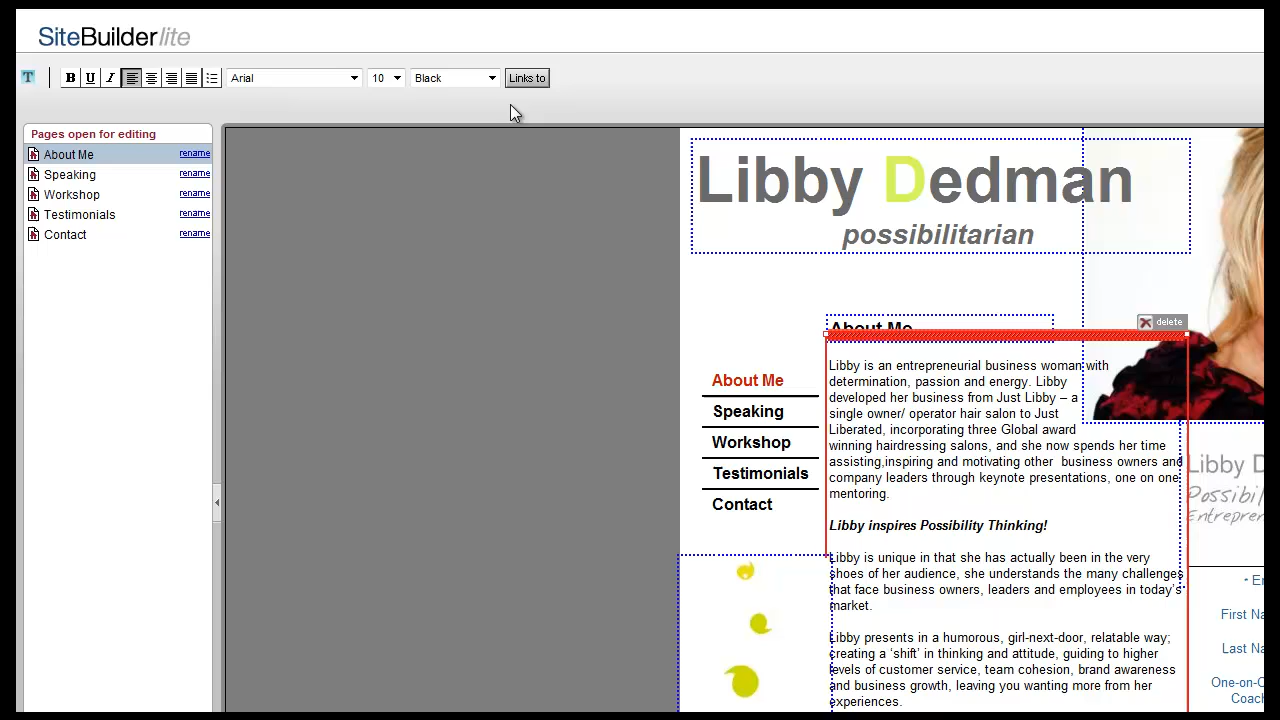 SiteBuilderlite
T B U I Arial 10 Black Links to
Pages open for editing
About Me rename
Speaking rename
Workshop rename
Testimonials rename
Contact rename
Libby Dedman
possibilitarian
About Me
delete
About Me
Speaking
Workshop
Testimonials
Contact
Libby is an entrepreneurial business woman with
determination, passion and energy. Libby
developed her business from Just Libby – a
single owner/ operator hair salon to Just
Liberated, incorporating three Global award
winning hairdressing salons, and she now spends her time
assisting,inspiring and motivating other  business owners and
company leaders through keynote presentations, one on one
mentoring.
Libby inspires Possibility Thinking!
Libby is unique in that she has actually been in the very
shoes of her audience, she understands the many challenges
that face business owners, leaders and employees in today's
market.
Libby presents in a humorous, girl-next-door, relatable way;
creating a ‘shift’ in thinking and attitude, guiding to higher
levels of customer service, team cohesion, brand awareness
and business growth, leaving you wanting more from her
experiences.
Libby D
Possibil
Entrepren
* E
First Na
Last Na
One-on-O
Coach